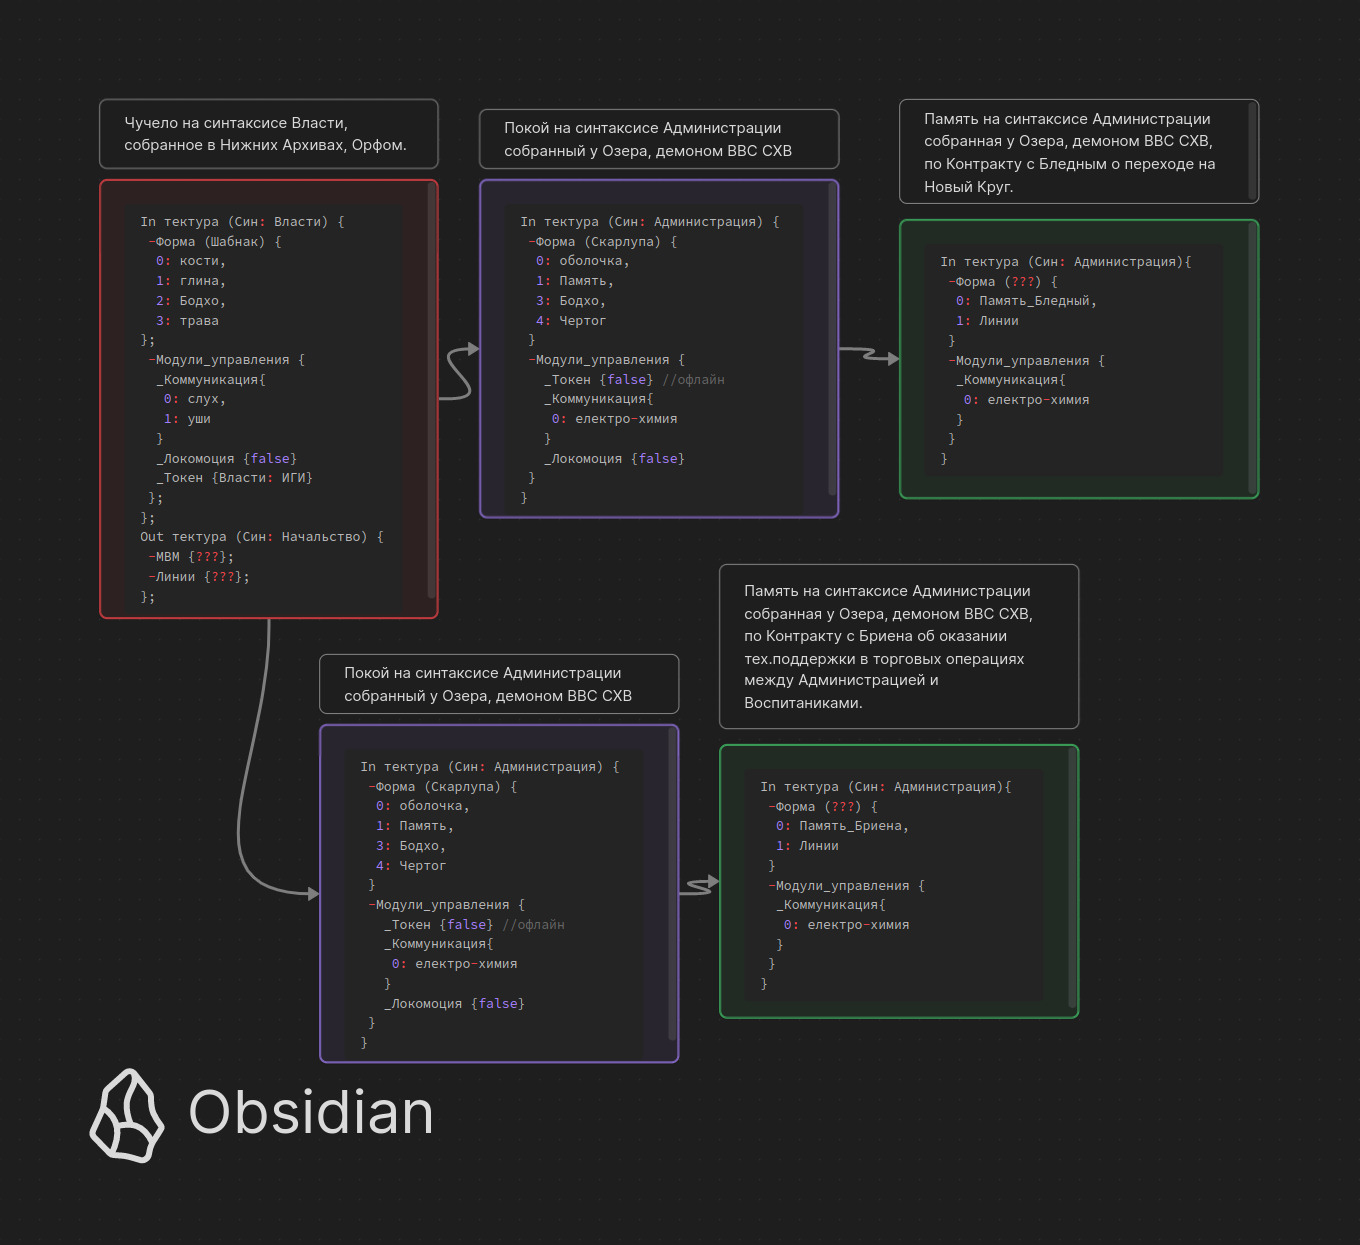 Чучело на синтаксисе Власти,
собранное в Нижних Архивах, Орфом.
In тектура (Син: Власти) {
-Форма (Шабнак) {
0: кости,
1: глина,
2: Бодхо,
3: трава
};
-Модули_управления {
_Коммуникация{
0: слух,
1: уши
}
_Локомоция {false}
_Токен {Власти: ИГИ}
};
};
Out тектура (Син: Начальство) {
-МВМ {???};
-Линии {???};
};
Покой на синтаксисе Администрации
собранный у Озера, демоном ВВС СХВ
In тектура (Син: Администрация) {
-Форма (Скарлупа) {
0: оболочка,
1: Память,
3: Бодхо,
4: Чертог
}
-Модули_управления {
_Токен {false} //офлайн
_Коммуникация{
0: електро-химия
}
_Локомоция {false}
}
}
Память на синтаксисе Администрации
собранная у Озера, демоном ВВС СХВ,
по Контракту с Бледным о переходе на
Новый Круг.
In тектура (Син: Администрация){
-Форма (???) {
0: Память_Бледный,
1: Линии
}
-Модули_управления {
_Коммуникация{
0: електро-химия
}
}
}
Покой на синтаксисе Администрации
собранный у Озера, демоном ВВС СХВ
In тектура (Син: Администрация) {
-Форма (Скарлупа) {
0: оболочка,
1: Память,
3: Бодхо,
4: Чертог
}
-Модули_управления {
_Токен {false} //офлайн
_Коммуникация{
0: електро-химия
}
_Локомоция {false}
}
}
Память на синтаксисе Администрации
собранная у Озера, демоном ВВС СХВ,
по Контракту с Бриена об оказании
тех.поддержки в торговых операциях
между Администрацией и
Воспитаниками.
In тектура (Син: Администрация){
-Форма (???) {
0: Память_Бриена,
1: Линии
}
-Модули_управления {
_Коммуникация{
0: електро-химия
}
}
}
Obsidian